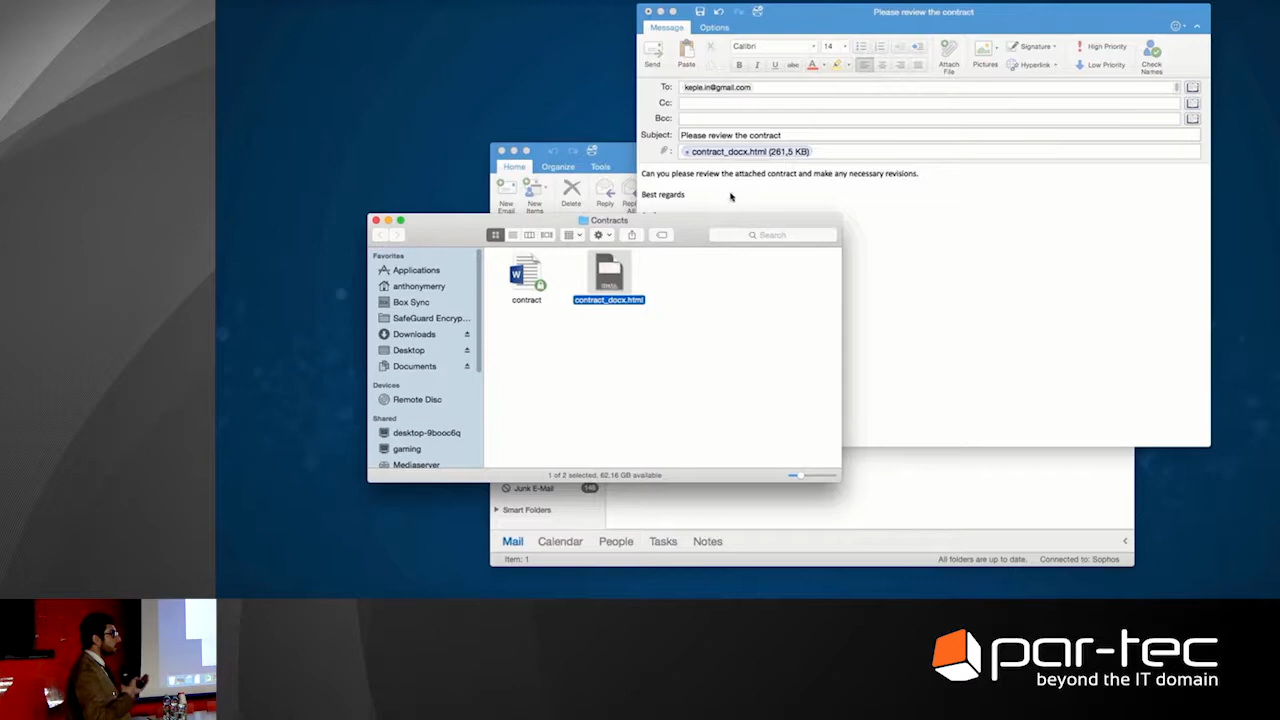 Please review the contract
Message Options
Calibri 14
Send Paste
B I U abc A
Attach File
Pictures
Signature
Hyperlink
High Priority
Low Priority
Check Names
To: keple.in@gmail.com
Cc:
Bcc:
Subject: Please review the contract
contract_docx.html (261,5 KB)
Can you please review the attached contract and make any necessary revisions.
Best regards
Home Organize Tools
New Email
New Items
Delete
Reply
Reply All
Contracts
Search
Favorites
Applications
anthonymerry
Box Sync
SafeGuard Encryp...
Downloads
Desktop
Documents
Devices
Remote Disc
Shared
desktop-9booc6q
gaming
Mediaserver
W
contract
contract_docx.html
1 of 2 selected, 62,16 GB available
Junk E-Mail 148
Smart Folders
Mail Calendar People Tasks Notes
Item: 1
All folders are up to date. Connected to: Sophos
par-tec
beyond the IT domain